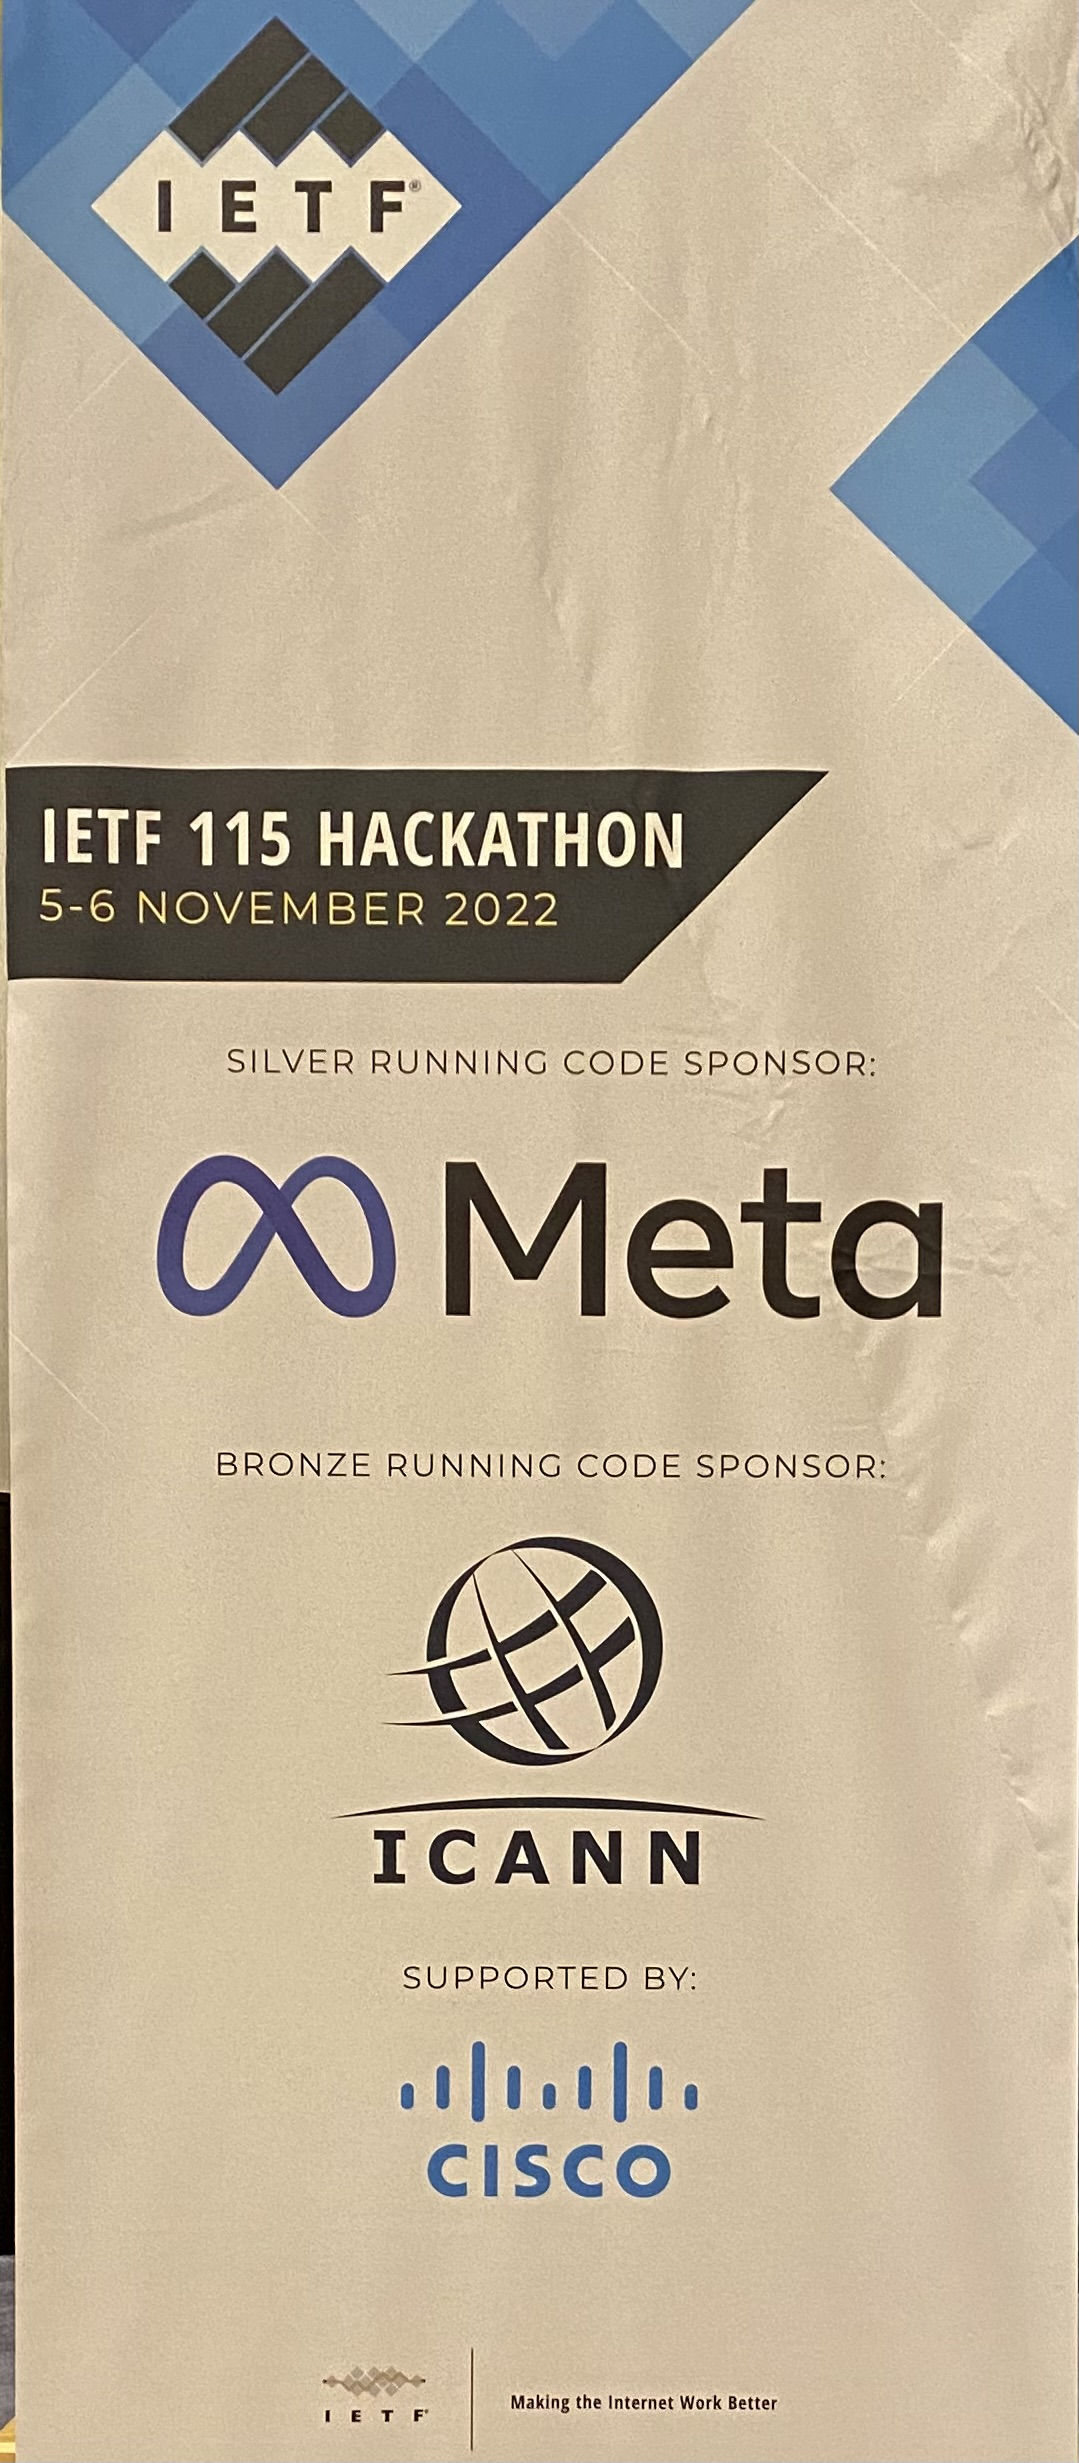 IETF®
IETF 115 HACKATHON
5-6 NOVEMBER 2022
SILVER RUNNING CODE SPONSOR:
Meta
BRONZE RUNNING CODE SPONSOR:
ICANN
SUPPORTED BY:
CISCO
IETF®
Making the Internet Work Better